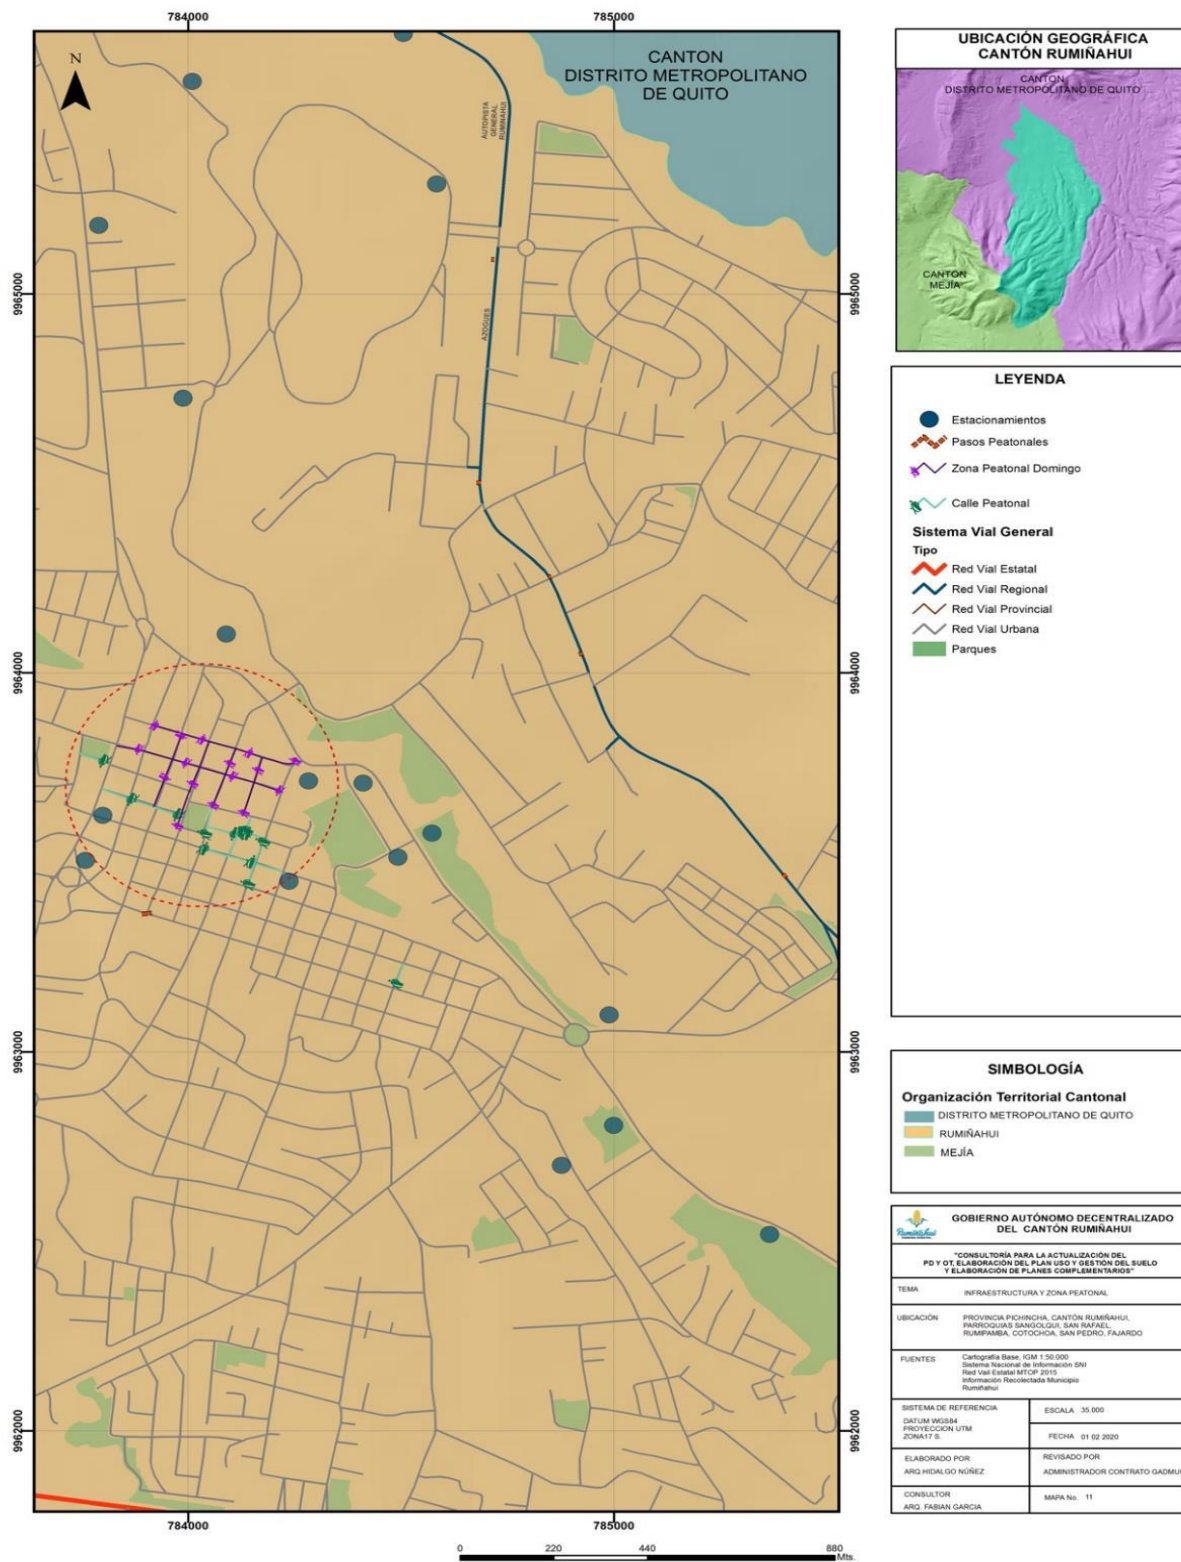 784000
785000
N
CANTON
DISTRITO METROPOLITANO
DE QUITO
AUTOPISTA
GENERAL
RUMIÑAHUI
AZOGUES
9965000
9965000
9964000
9964000
9963000
9963000
9962000
9962000
784000
785000
0
220
440
880
Mts.
UBICACIÓN GEOGRÁFICA
CANTÓN RUMIÑAHUI
CANTON
DISTRITO METROPOLITANO DE QUITO
CANTON
MEJÍA
LEYENDA
Estacionamientos
Pasos Peatonales
Zona Peatonal Domingo
Calle Peatonal
Sistema Vial General
Tipo
Red Vial Estatal
Red Vial Regional
Red Vial Provincial
Red Vial Urbana
Parques
SIMBOLOGÍA
Organización Territorial Cantonal
DISTRITO METROPOLITANO DE QUITO
RUMIÑAHUI
MEJÍA
Rumiñahui
GOBIERNO AUTÓNOMO DECENTRALIZADO
DEL CANTÓN RUMIÑAHUI
"CONSULTORÍA PARA LA ACTUALIZACIÓN DEL
PD Y OT, ELABORACIÓN DEL PLAN USO Y GESTIÓN DEL SUELO
Y ELABORACIÓN DE PLANES COMPLEMENTARIOS"
TEMA INFRAESTRUCTURA Y ZONA PEATONAL
UBICACIÓN PROVINCIA PICHINCHA, CANTÓN RUMIÑAHUI,
PARROQUIAS SANGOLQUI, SAN RAFAEL,
RUMIPAMBA, COTOCHOA, SAN PEDRO, FAJARDO
FUENTES Cartografía Base, IGM 1:50.000
Sistema Nacional de Información SNI
Red Vial Estatal MTOP 2015
Información Recolectada Municipio
Rumiñahui
SISTEMA DE REFERENCIA
DATUM WGS84
PROYECCION UTM
ZONA17 S.
ESCALA 35.000
FECHA 01 02 2020
ELABORADO POR
ARQ.HIDALGO NÚÑEZ
REVISADO POR
ADMINISTRADOR CONTRATO
CONSULTOR
ARQ. FABIAN GARCIA
MAPA No. 11